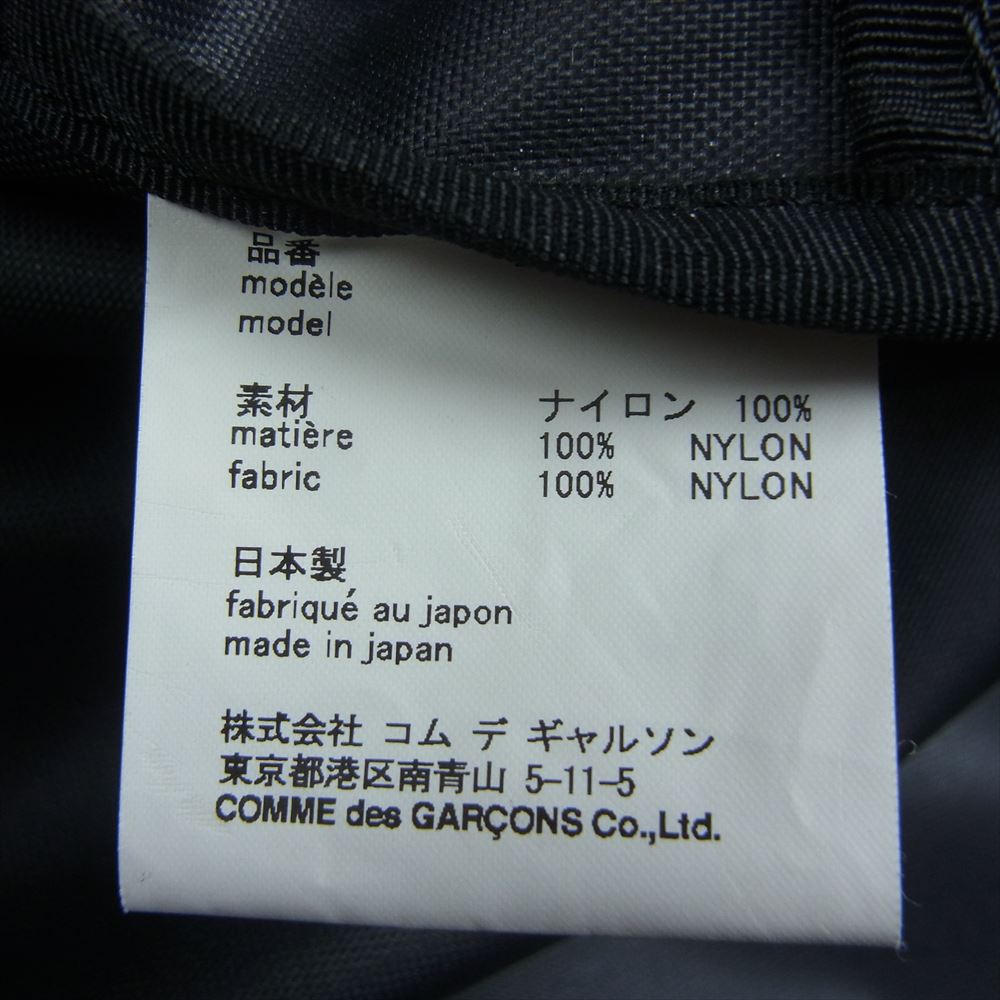 品番
modèle
model
素材 ナイロン 100%
matière 100% NYLON
fabric 100% NYLON
日本製
fabriqué au japon
made in japan
株式会社 コム デ ギャルソン
東京都港区南青山 5-11-5
COMME des GARÇONS Co.,Ltd.